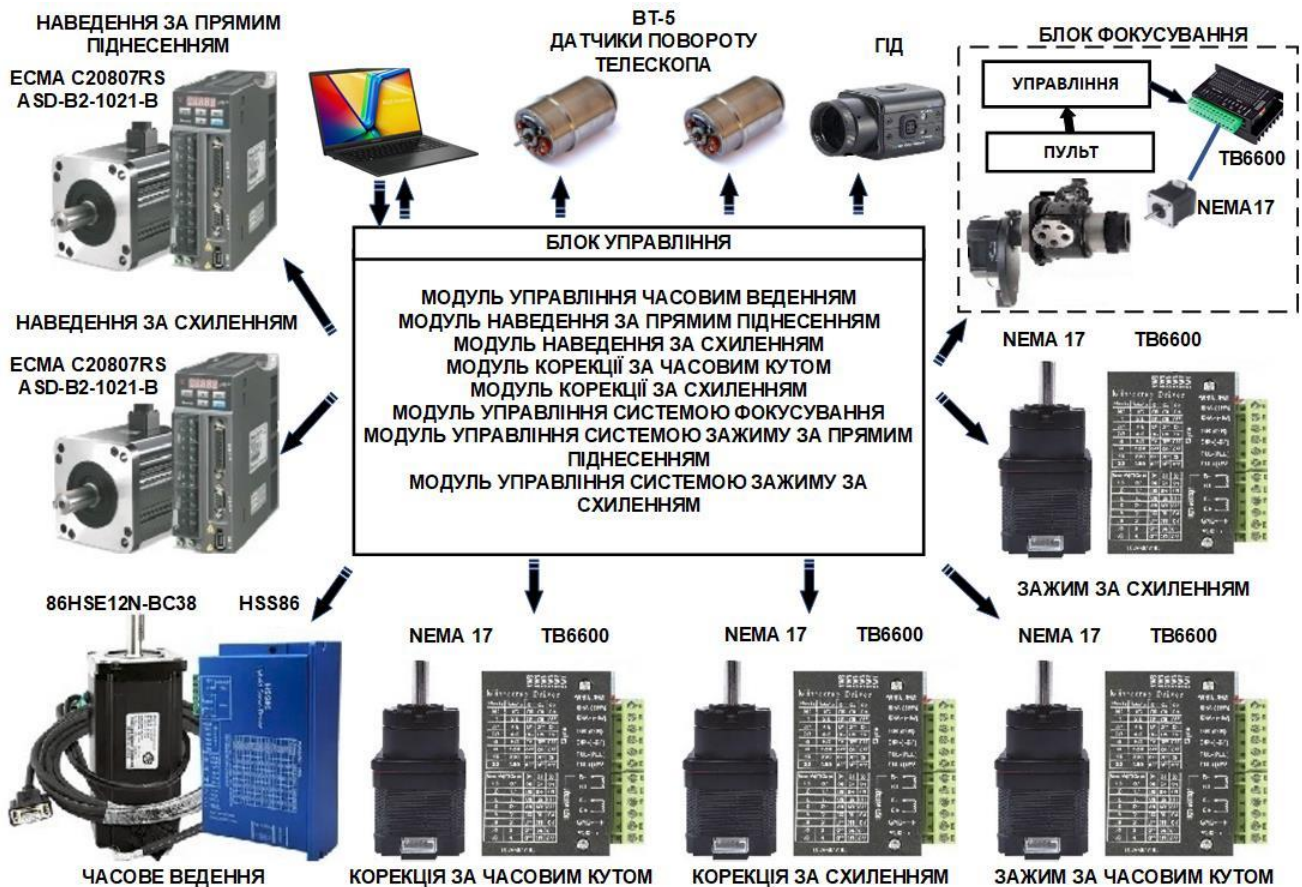 НАВЕДЕННЯ ЗА ПРЯМИМ
ПІДНЕСЕННЯМ
ECMA C20807RS
ASD-B2-1021-B
ВТ-5
ДАТЧИКИ ПОВОРОТУ
ТЕЛЕСКОПА
ГІД
БЛОК ФОКУСУВАННЯ
УПРАВЛІННЯ
ПУЛЬТ
TB6600
NEMA17
НАВЕДЕННЯ ЗА СХИЛЕННЯМ
ECMA C20807RS
ASD-B2-1021-B
БЛОК УПРАВЛІННЯ
МОДУЛЬ УПРАВЛІННЯ ЧАСОВИМ ВЕДЕННЯМ
МОДУЛЬ НАВЕДЕННЯ ЗА ПРЯМИМ ПІДНЕСЕННЯМ
МОДУЛЬ НАВЕДЕННЯ ЗА СХИЛЕННЯМ
МОДУЛЬ КОРЕКЦІЇ ЗА ЧАСОВИМ КУТОМ
МОДУЛЬ КОРЕКЦІЇ ЗА СХИЛЕННЯМ
МОДУЛЬ УПРАВЛІННЯ СИСТЕМОЮ ФОКУСУВАННЯ
МОДУЛЬ УПРАВЛІННЯ СИСТЕМОЮ ЗАЖИМУ ЗА ПРЯМИМ
ПІДНЕСЕННЯМ
МОДУЛЬ УПРАВЛІННЯ СИСТЕМОЮ ЗАЖИМУ ЗА
СХИЛЕННЯМ
NEMA 17 TB6600
ЗАЖИМ ЗА СХИЛЕННЯМ
86HSE12N-BC38 HSS86
HSS86
ЧАСОВЕ ВЕДЕННЯ
NEMA 17 TB6600
КОРЕКЦІЯ ЗА ЧАСОВИМ КУТОМ
NEMA 17 TB6600
КОРЕКЦІЯ ЗА СХИЛЕННЯМ
NEMA 17 TB6600
ЗАЖИМ ЗА ЧАСОВИМ КУТОМ